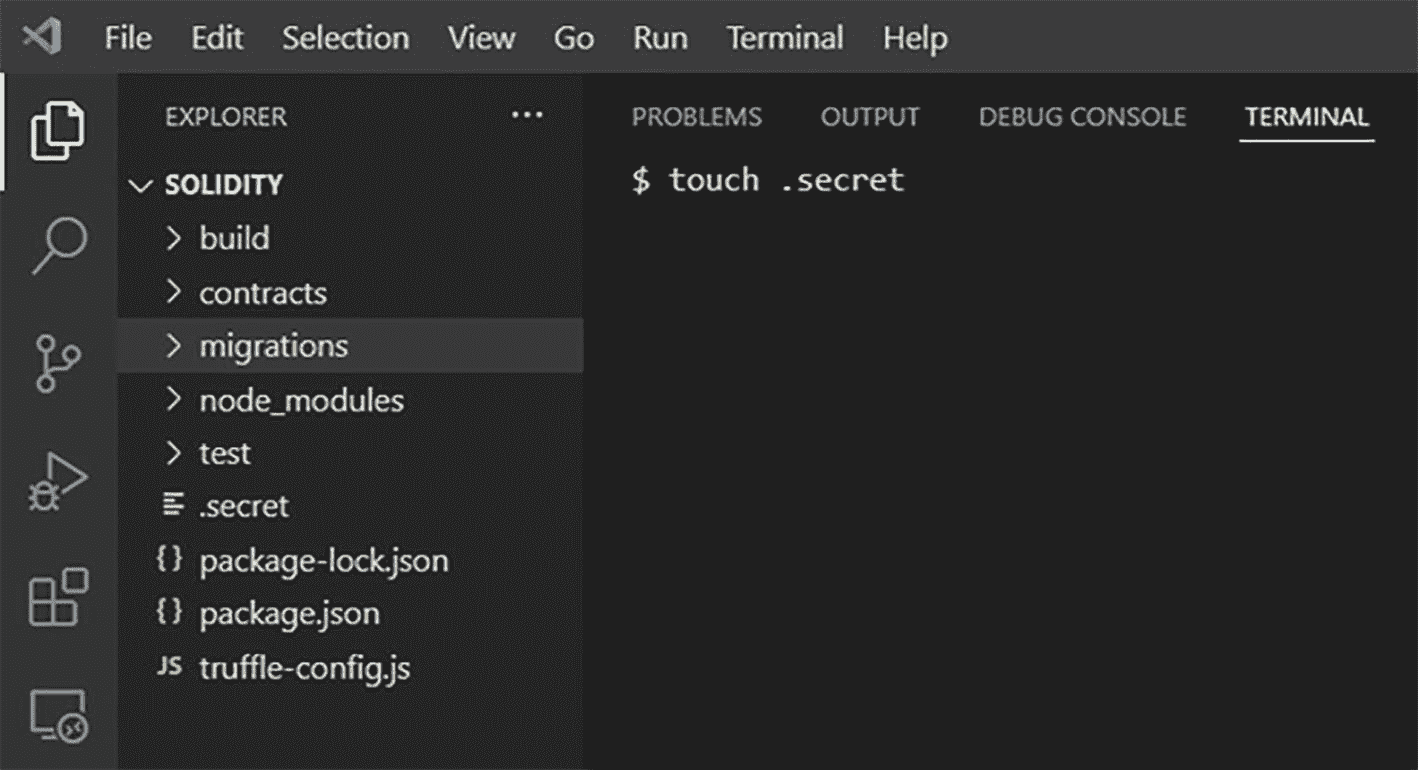 File Edit Selection View Go Run Terminal Help
EXPLORER ...
SOLIDITY
build
contracts
migrations
node_modules
test
.secret
{} package-lock.json
{} package.json
JS truffle-config.js
PROBLEMS OUTPUT DEBUG CONSOLE TERMINAL
$ touch .secret